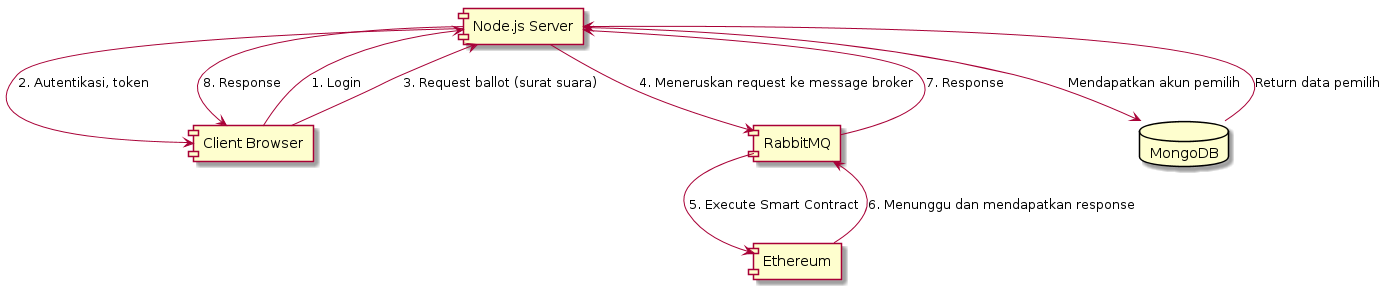 Node.js Server
2. Autentikasi, token
8. Response
1. Login
3. Request ballot (surat suara)
4. Meneruskan request ke message broker
7. Response
Mendapatkan akun pemilih
Return data pemilih
Client Browser
RabbitMQ
MongoDB
5. Execute Smart Contract
6. Menunggu dan mendapatkan response
Ethereum